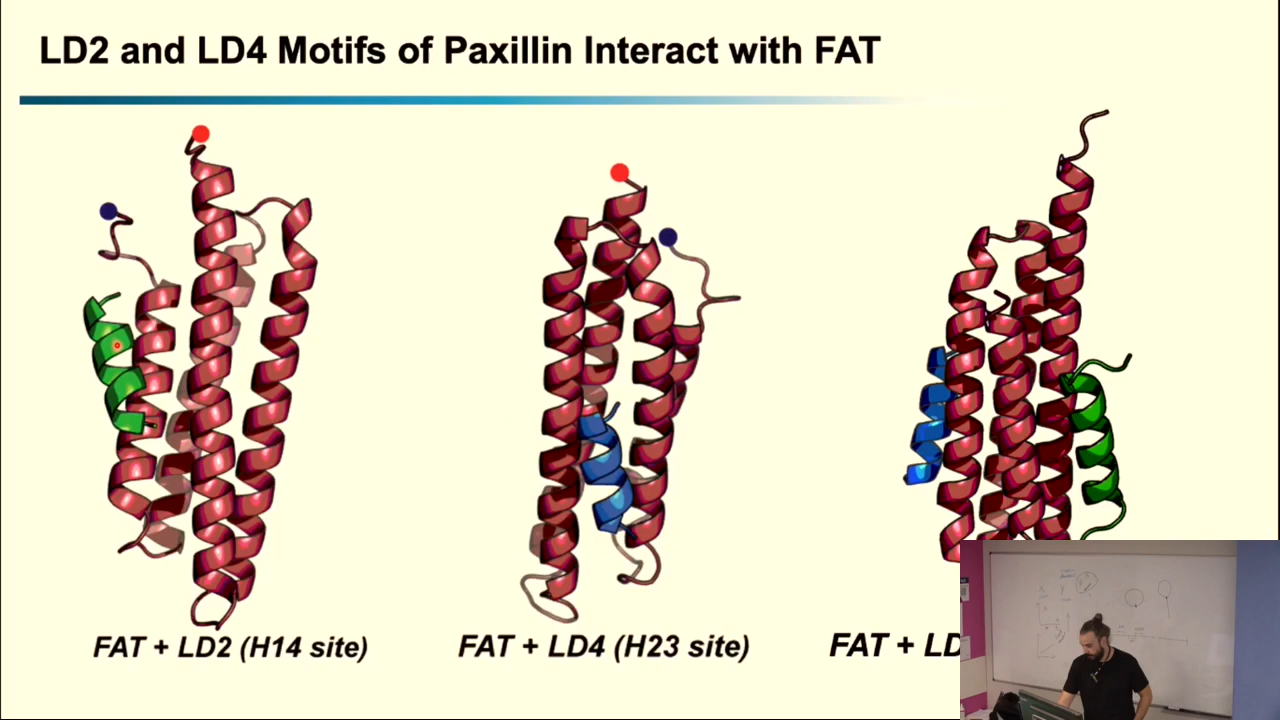 LD2 and LD4 Motifs of Paxillin Interact with FAT
FAT + LD2 (H14 site)
FAT + LD4 (H23 site)
FAT + LD